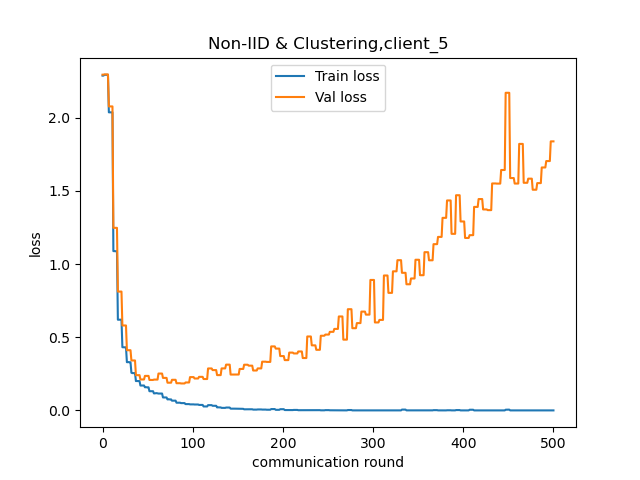 Non-IID & Clustering,client_5
Train loss
Val loss
2.0
1.5
1.0
0.5
0.0
loss
0 100 200 300 400 500
communication round